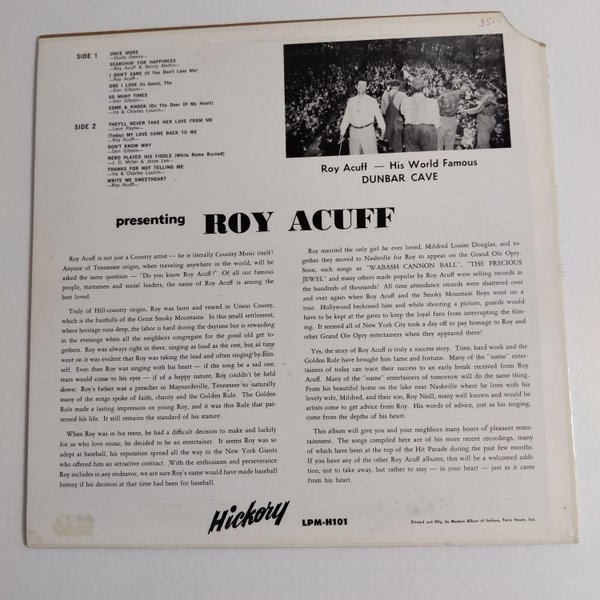 35.-
SIDE 1
ONCE MORE
—Dusty Owens—
SEARCHIN' FOR HAPPINESS
—Roy Acuff & Benny Martin—
I DON'T CARE (If You Don't Love Me)
—Roy Acuff—
ONE I LOVE (Is Gone), The
—Don Gibson—
SO MANY TIMES
—Don Gibson—
COME & KNOCK (On The Door Of My Heart)
—Ira & Charles Louvin—
SIDE 2
THEY'LL NEVER TAKE HER LOVE FROM ME
—Leon Payne—
(Today) MY LOVE CAME BACK TO ME
—Roy Acuff—
DON'T KNOW WHY
—Don Gibson—
NERO PLAYED HIS FIDDLE (While Rome Burned)
—J. D. Miller & Jesse Lee—
THANKS FOR NOT TELLING ME
—Ira & Charles Louvin—
WRITE ME SWEETHEART
—Roy Acuff—
Roy Acuff — His World Famous
DUNBAR CAVE
presenting ROY ACUFF
Roy Acuff is not just a Country artist — he is literally Country Music itself!
Anyone of Tennessee origin, when traveling anywhere in the world, will be
asked the same question — "Do you know Roy Acuff?" Of all our famous
people, statesmen and social leaders, the name of Roy Acuff is among the
best loved.
Truly of Hill-country origin, Roy was born and reared in Union County,
which is the foothills of the Great Smoky Mountains. In this small settlement,
where heritage runs deep, the labor is hard during the daytime but is rewarding
in the evenings when all the neighbors congregate for the good old get-to-
gethers. Roy was always right in there, singing as loud as the rest, but as time
went on it was evident that Roy was taking the lead and often singing by him-
self. Even then Roy was singing with his heart — if the song be a sad one,
tears would come to his eyes — if of a happy nature, Roy couldn't be held
down; Roy's father was a preacher in Maynardville, Tennessee so naturally
many of the songs spoke of faith, charity and the Golden Rule. The Golden
Rule made a lasting impression on young Roy, and it was this Rule that pat-
terned his life. It still remains the standard of his stature.
When Roy was in his teens, he had a difficult decision to make and luckily
for us who love music, he decided to be an entertainer. It seems Roy was so
adept at baseball, his reputation spread all the way to the New York Giants
who offered him an attractive contract. With the enthusiasm and perseverance
Roy includes in any endeavor, we are sure Roy's name would have made baseball
history if his decision at that time had been for baseball.
Roy married the only girl he ever loved, Mildred Louise Douglas, and to-
gether they moved to Nashville for Roy to appear on the Grand Ole Opry.
Soon, such songs as "WABASH CANNON BALL", "THE PRECIOUS
JEWEL" and many others made popular by Roy Acuff were selling records in
the hundreds of thousands! All time attendance records were shattered over
and over again when Roy Acuff and the Smoky Mountain Boys went on a
tour. Hollywood beckoned him and while shooting a picture, guards would
have to be kept at the gates to keep the loyal fans from interrupting the film-
ing. It seemed all of New York City took a day off to pay homage to Roy and
other Grand Ole Opry entertainers when they appeared there!
Yes, the story of Roy Acuff is truly a success story. Time, hard work and the
Golden Rule have brought him fame and fortune. Many of the "name" enter-
tainers of today can trace their success to an early break received from Roy
Acuff. Many of the "name" entertainers of tomorrow will do the same thing.
From his beautiful home on the lake near Nashville where he lives with his
lovely wife, Mildred, and their son, Roy Neill, many well known and would be
artists come to get advice from Roy. His words of advice, just as his singing,
come from the depths of his heart.
This album will give you and your neighbors many hours of pleasant enter-
tainment. The songs compiled here are of his more recent recordings, many
of which have been at the top of the Hit Parade during the past few months.
If you have any of the other Roy Acuff albums, this will be a welcomed addi-
tion, not to take away, but rather to stay — in your heart — just as it came
from his heart.
Hickory
LPM-H101
Printed and Mfg. by Modern Album of Indiana, Terre Haute, Ind.